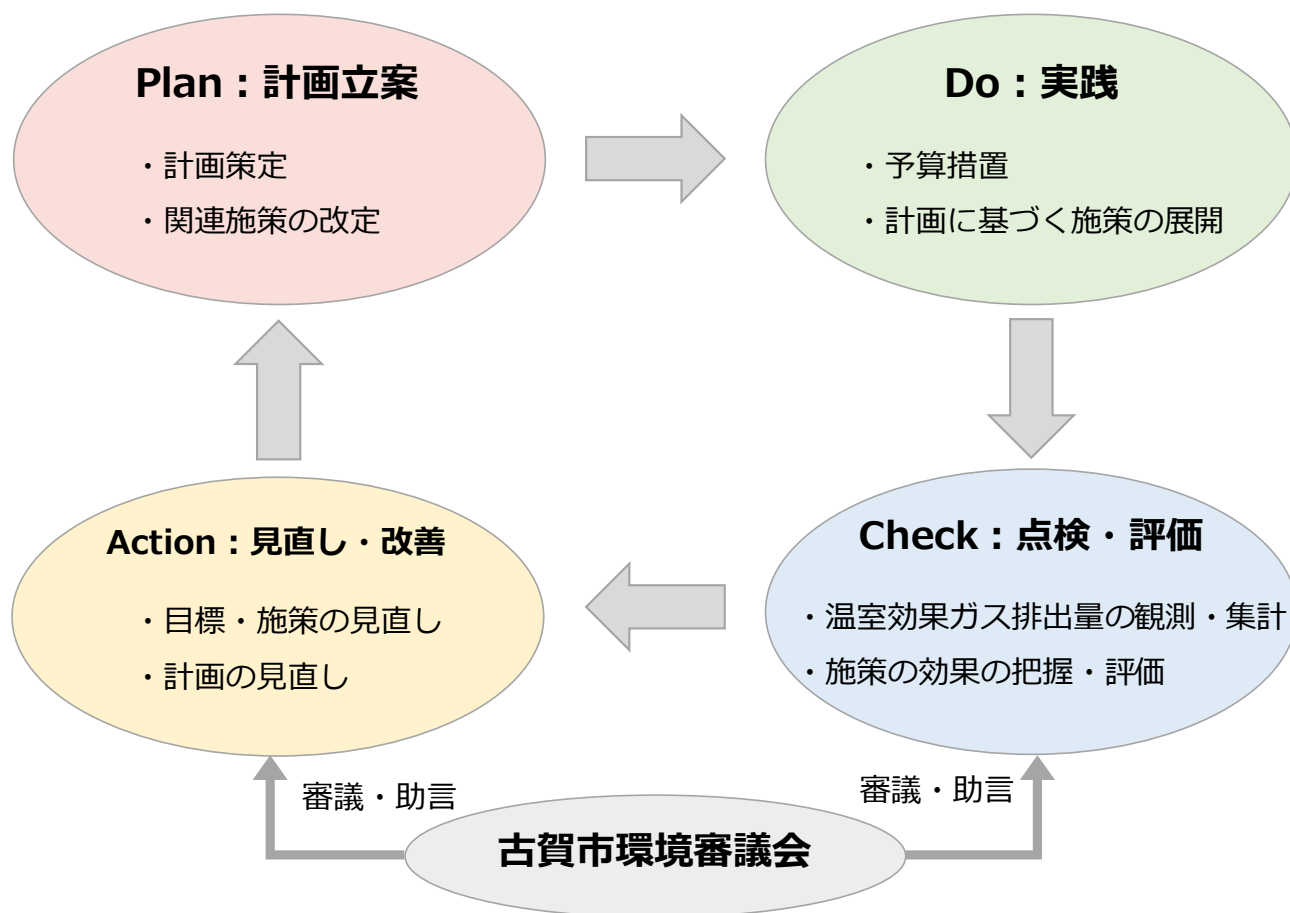 Plan：計画立案
・計画策定
・関連施策の改定
Do：実践
・予算措置
・計画に基づく施策の展開
Action：見直し・改善
・目標・施策の見直し
・計画の見直し
Check：点検・評価
・温室効果ガス排出量の観測・集計
・施策の効果の把握・評価
審議・助言
審議・助言
古賀市環境審議会